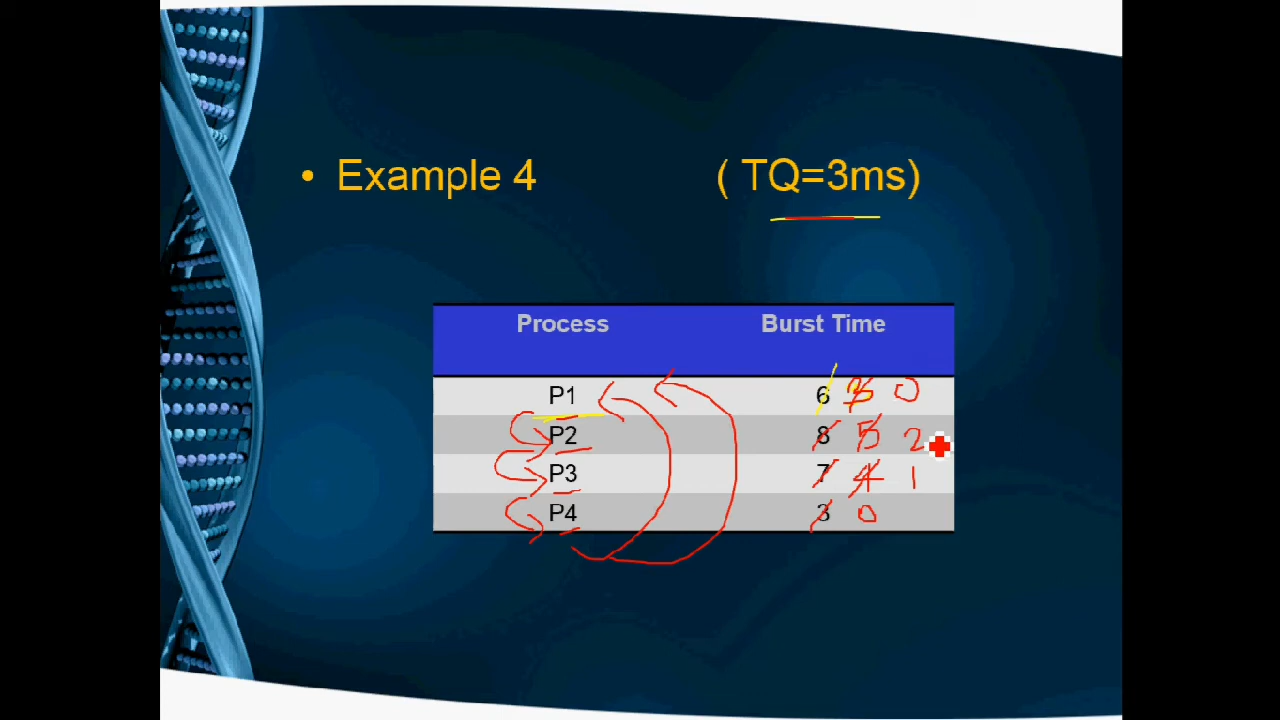 • Example 4 ( TQ=3ms)
Process Burst Time
P1 6 3 0
P2 8 5 2
P3 7 4 1
P4 3 0